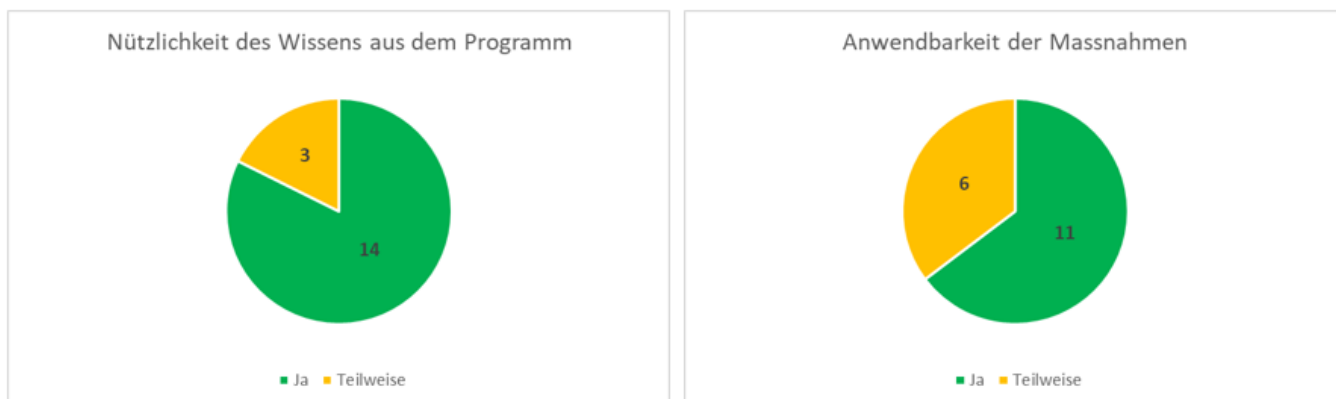 Nützlichkeit des Wissens aus dem Programm
3
14
Ja Teilweise
Anwendbarkeit der Massnahmen
6
11
Ja Teilweise